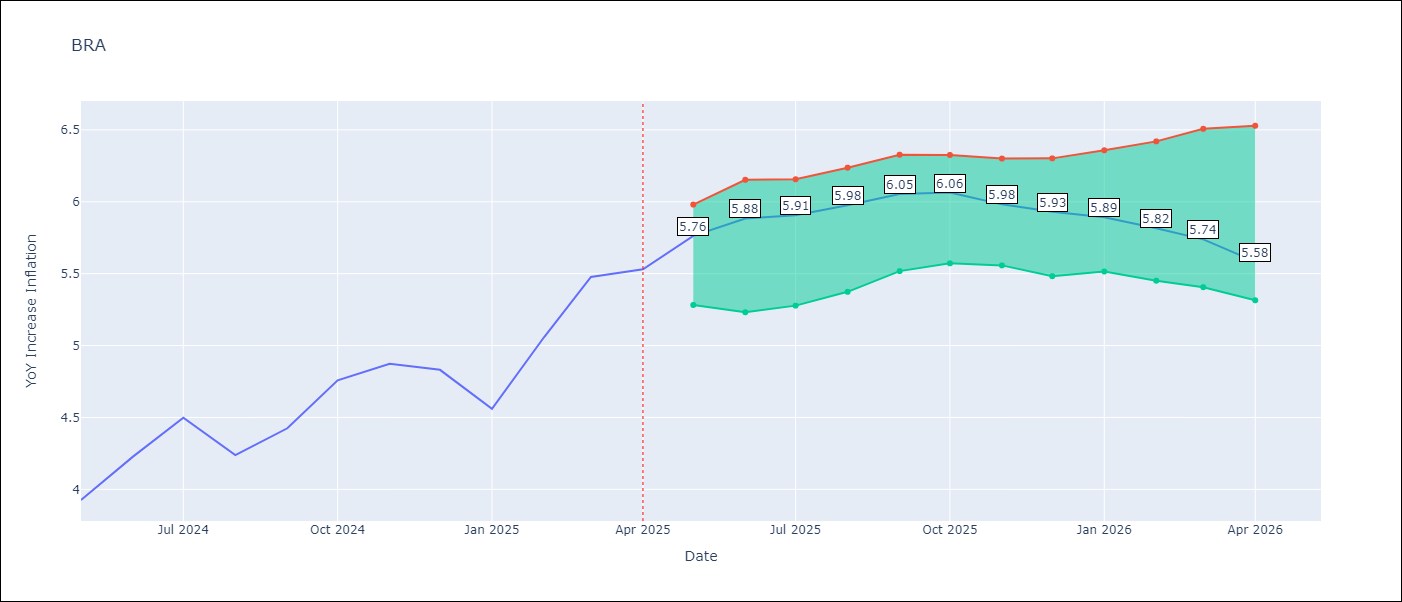 BRA
YoY Increase Inflation
6.5
6
5.5
5
4.5
4
5.76
5.88
5.91
5.98
6.05
6.06
5.98
5.93
5.89
5.82
5.74
5.58
Jul 2024
Oct 2024
Jan 2025
Apr 2025
Jul 2025
Oct 2025
Jan 2026
Apr 2026
Date